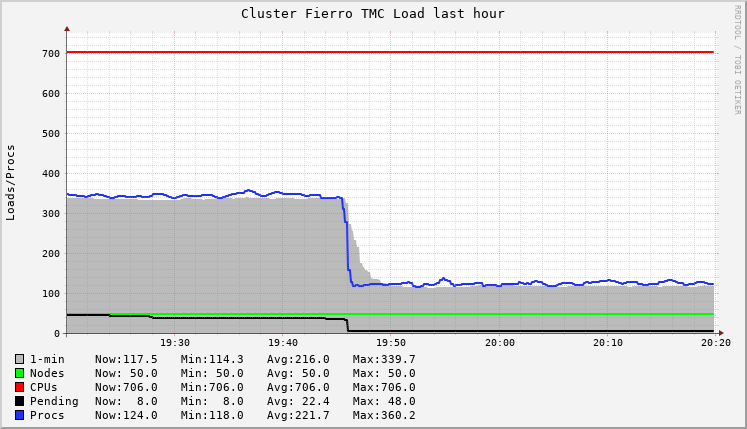 Cluster Fierro TMC Load last hour
RRDTOOL / TOBI OETIKER
Loads/Procs
700
600
500
400
300
200
100
0
19:30 19:40 19:50 20:00 20:10 20:20
1-min Now:117.5 Min:114.3 Avg:216.0 Max:339.7
Nodes Now: 50.0 Min: 50.0 Avg: 50.0 Max: 50.0
CPUs Now:706.0 Min:706.0 Avg:706.0 Max:706.0
Pending Now: 8.0 Min: 8.0 Avg: 22.4 Max: 48.0
Procs Now:124.0 Min:118.0 Avg:221.7 Max:360.2